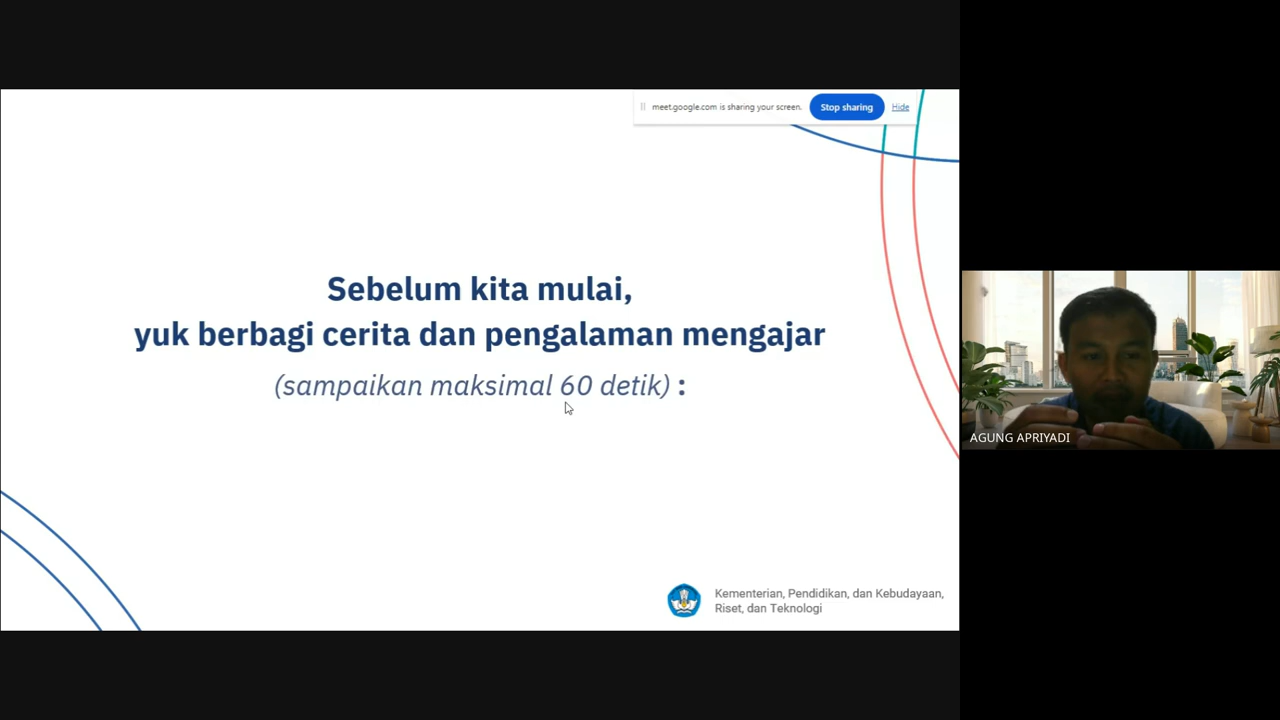 meet.google.com is sharing your screen.
Stop sharing
Hide
Sebelum kita mulai,
yuk berbagi cerita dan pengalaman mengajar
(sampaikan maksimal 60 detik) :
AGUNG APRIYADI
Kementerian, Pendidikan, dan Kebudayaan,
Riset, dan Teknologi